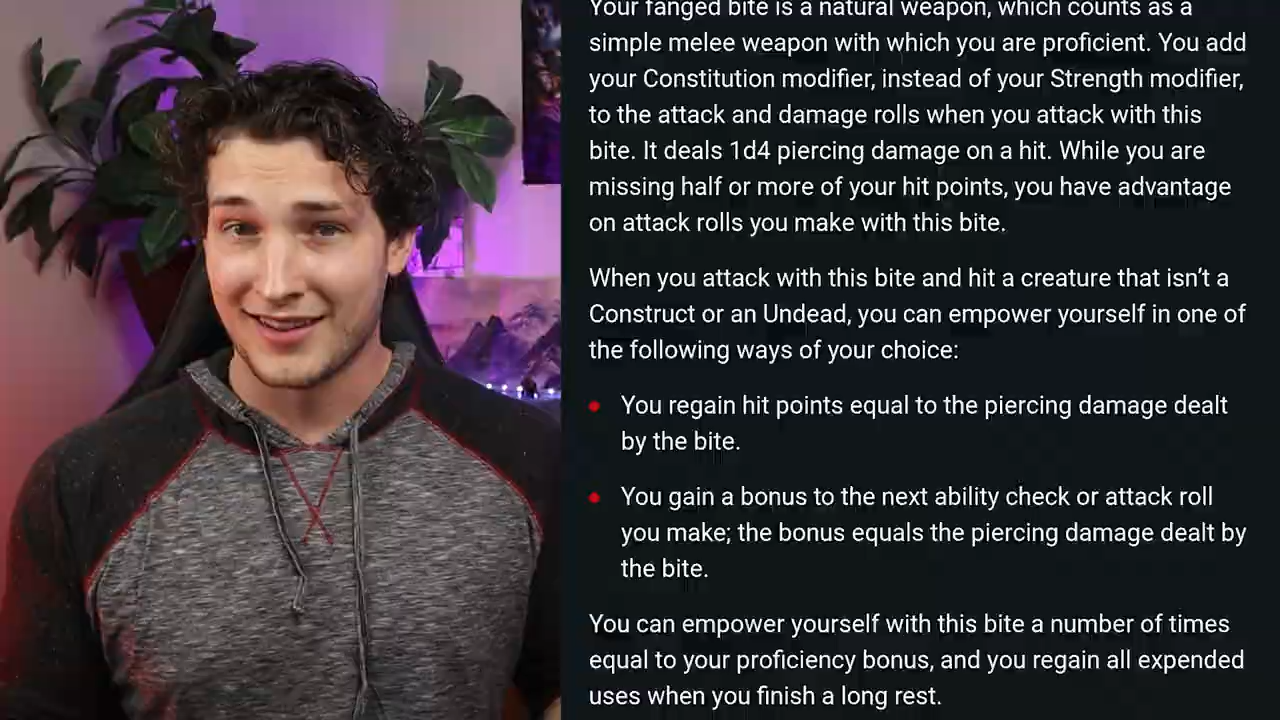 Your fanged bite is a natural weapon, which counts as a
simple melee weapon with which you are proficient. You add
your Constitution modifier, instead of your Strength modifier,
to the attack and damage rolls when you attack with this
bite. It deals 1d4 piercing damage on a hit. While you are
missing half or more of your hit points, you have advantage
on attack rolls you make with this bite.
When you attack with this bite and hit a creature that isn’t a
Construct or an Undead, you can empower yourself in one of
the following ways of your choice:
You regain hit points equal to the piercing damage dealt
by the bite.
You gain a bonus to the next ability check or attack roll
you make; the bonus equals the piercing damage dealt by
the bite.
You can empower yourself with this bite a number of times
equal to your proficiency bonus, and you regain all expended
uses when you finish a long rest.